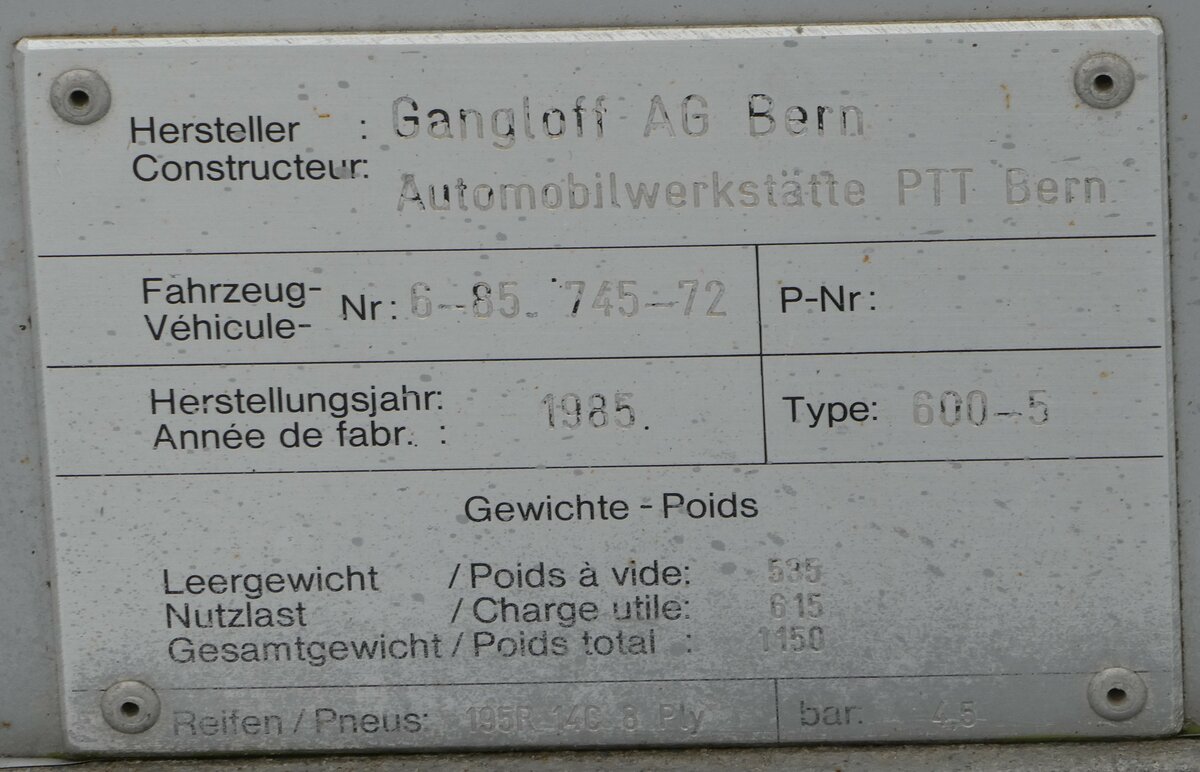 Hersteller : Gangloff AG Bern
Constructeur: Automobilwerkstätte PTT Bern
Fahrzeug- Nr: 6-85. 745-72 P-Nr:
Véhicule-
Herstellungsjahr: 1985. Type: 600-5
Année de fabr. :
Gewichte - Poids
Leergewicht / Poids à vide: 535
Nutzlast / Charge utile: 615
Gesamtgewicht / Poids total : 1150
Reifen / Pneus: 195R 14C 8 Ply bar: 4,5